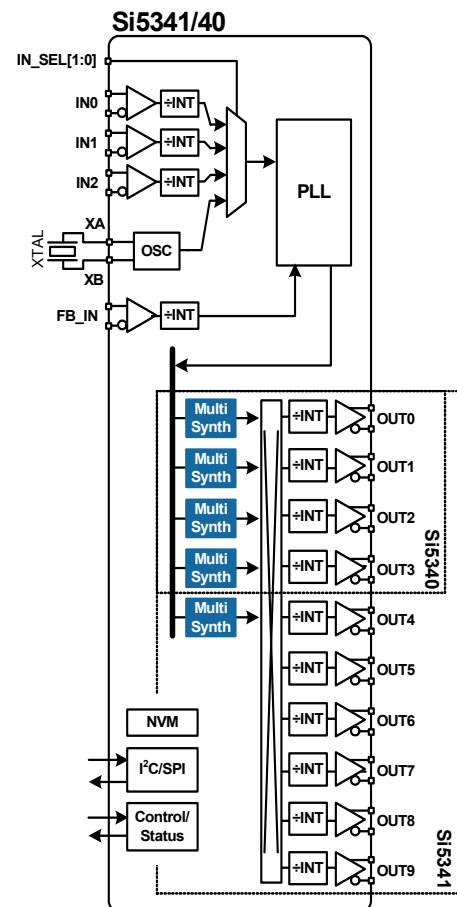 Si5341/40
IN_SEL[1:0]
IN0
÷INT
IN1
÷INT
IN2
÷INT
PLL
XTAL
XA
OSC
XB
FB_IN
÷INT
Multi
Synth
÷INT
OUT0
Multi
Synth
÷INT
OUT1
Multi
Synth
÷INT
OUT2
Multi
Synth
÷INT
OUT3
Si5340
Multi
Synth
÷INT
OUT4
÷INT
OUT5
NVM
÷INT
OUT6
I²C/SPI
÷INT
OUT7
Control/
Status
÷INT
OUT8
÷INT
OUT9
Si5341